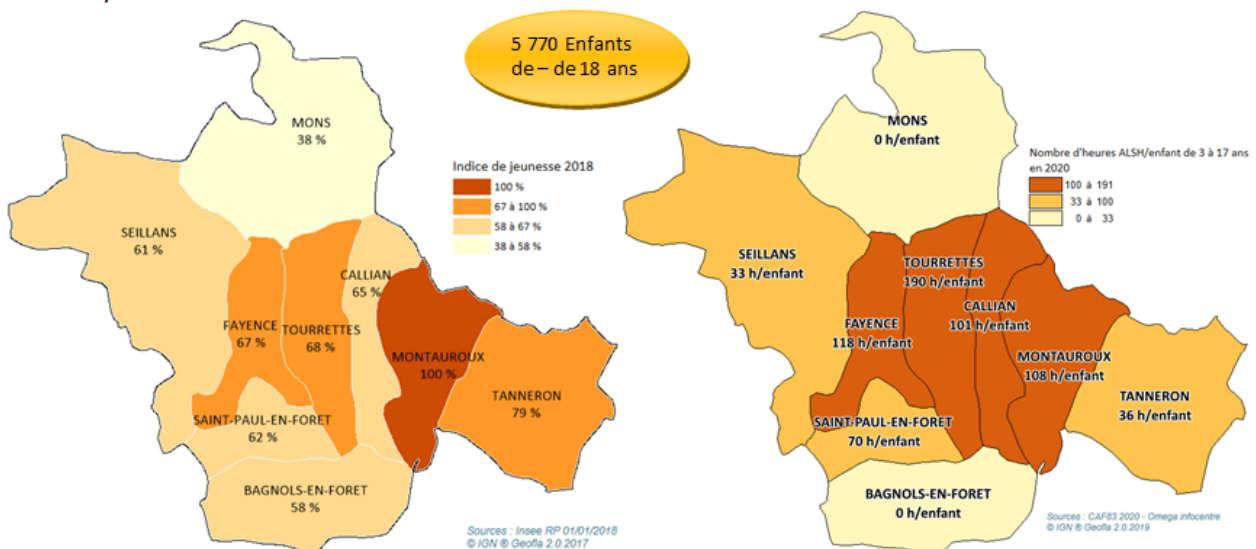 5 770 Enfants
de – de 18 ans
MONS
38 %
Indice de jeunesse 2018
100 %
67 à 100 %
58 à 67 %
38 à 58 %
SEILLANS
61 %
CALLIAN
65 %
FAYENCE
67 %
TOURRETTES
68 %
MONTAUROUX
100 %
TANNERON
79 %
SAINT-PAUL-EN-FORET
62 %
BAGNOLS-EN-FORET
58 %
Sources : Insee RP 01/01/2018
© IGN ® Geofla 2.0 2017
MONS
0 h/enfant
Nombre d'heures ALSH/enfant de 3 à 17 ans
en 2020
100 à 191
33 à 100
0 à 33
SEILLANS
33 h/enfant
TOURRETTES
190 h/enfant
CALLIAN
101 h/enfant
FAYENCE
118 h/enfant
MONTAUROUX
108 h/enfant
TANNERON
36 h/enfant
SAINT-PAUL-EN-FORET
70 h/enfant
BAGNOLS-EN-FORET
0 h/enfant
Sources : CAF83 2020 - Omega infocentre
© IGN ® Geofla 2.0 2019